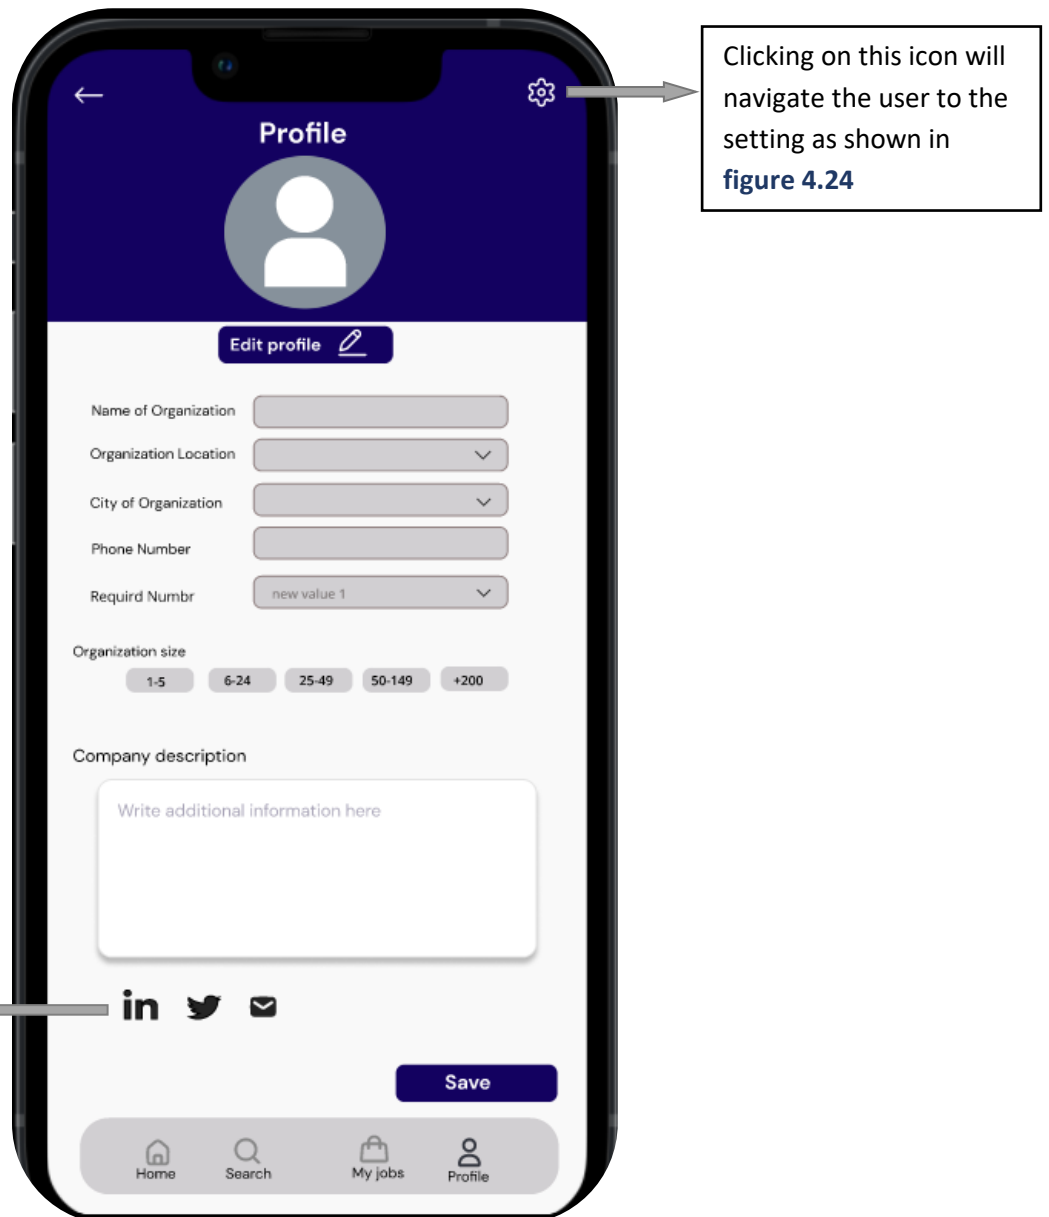 Clicking on this icon will
navigate the user to the
setting as shown in
figure 4.24
Profile
Edit profile
Name of Organization
Organization Location
City of Organization
Phone Number
Requird Numbr
new value 1
Organization size
1-5 6-24 25-49 50-149 +200
Company description
Write additional information here
in
Save
Home Search My jobs Profile